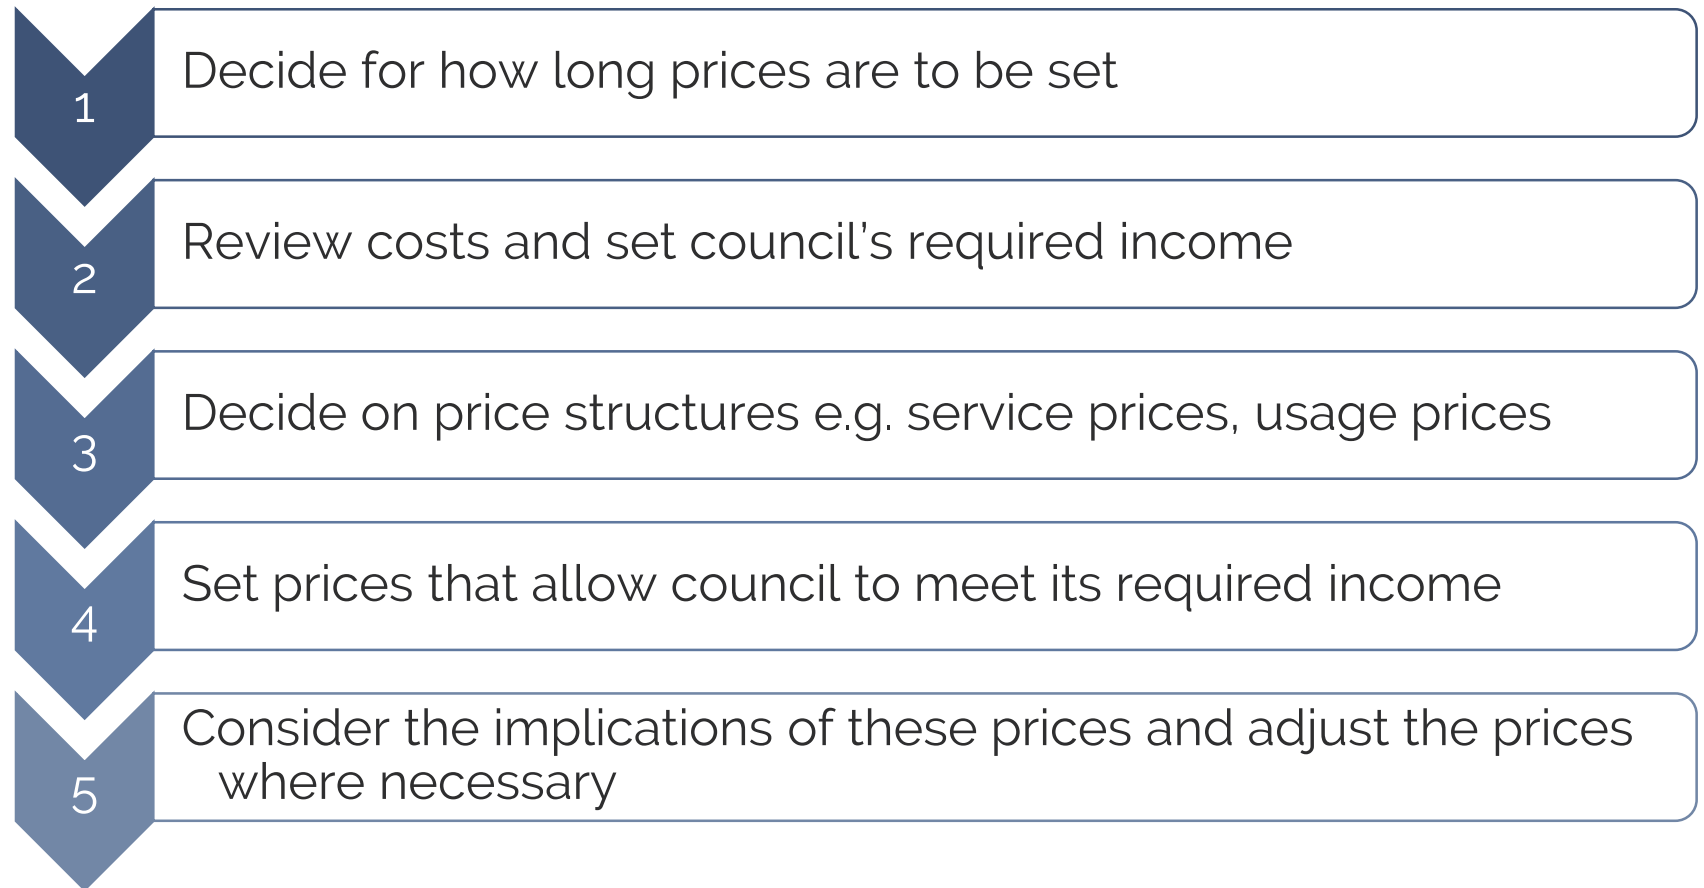 1
Decide for how long prices are to be set
2
Review costs and set council’s required income
3
Decide on price structures e.g. service prices, usage prices
4
Set prices that allow council to meet its required income
5
Consider the implications of these prices and adjust the prices
where necessary